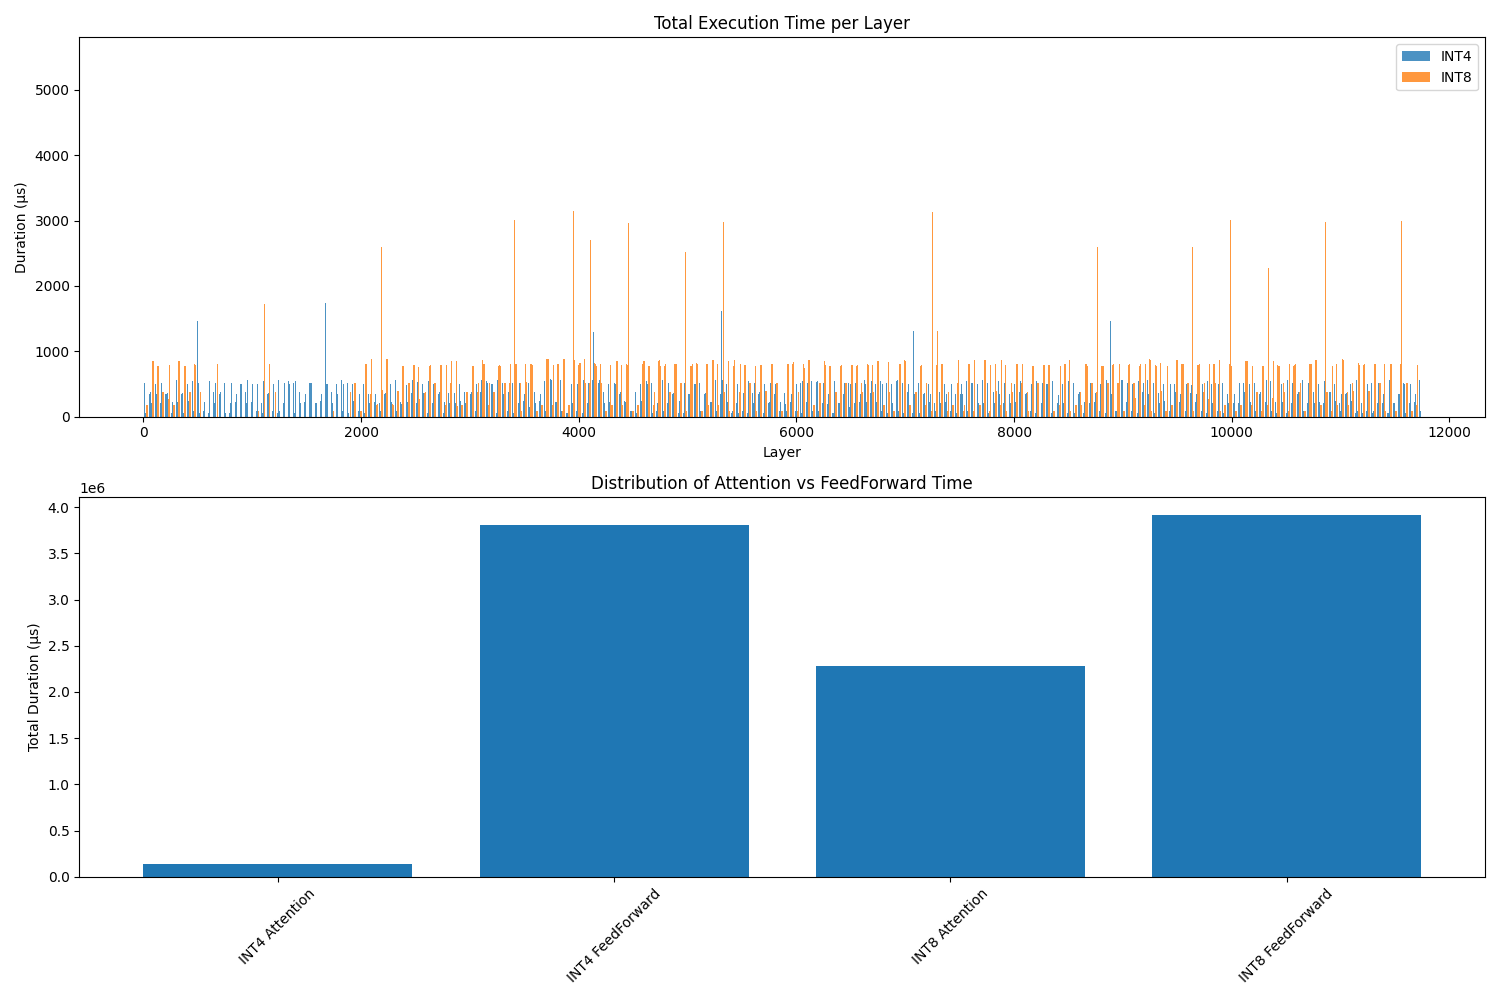 Total Execution Time per Layer
INT4
INT8
5000
4000
3000
2000
1000
0
Duration (μs)
0 2000 4000 6000 8000 10000 12000
Layer
Distribution of Attention vs FeedForward Time
1e6
4.0
3.5
3.0
2.5
2.0
1.5
1.0
0.5
0.0
Total Duration (μs)
INT4 Attention
INT4 FeedForward
INT8 Attention
INT8 FeedForward